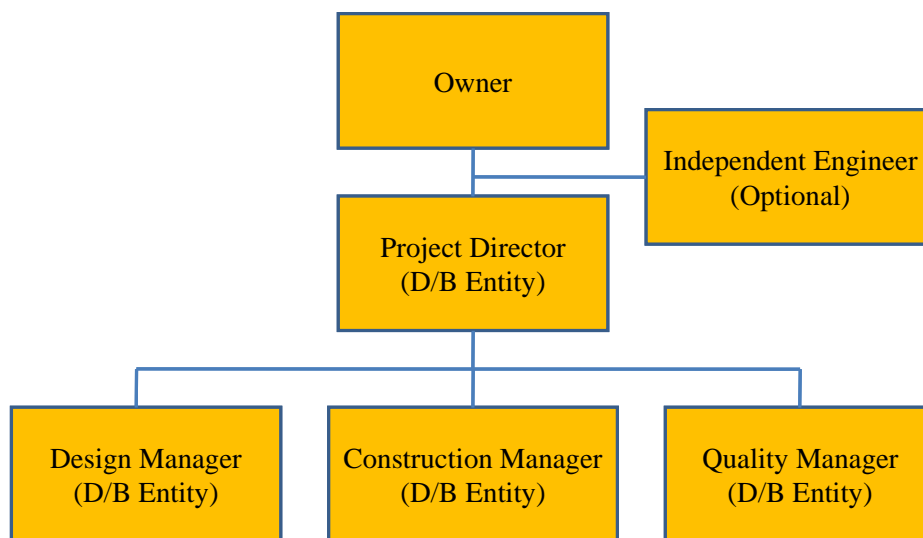 Owner
Independent Engineer
(Optional)
Project Director
(D/B Entity)
Design Manager
(D/B Entity)
Construction Manager
(D/B Entity)
Quality Manager
(D/B Entity)